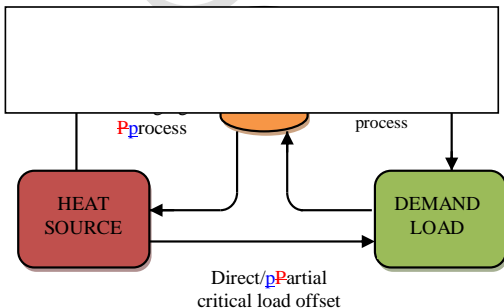 Pprocess
process
HEAT
SOURCE
DEMAND
LOAD
Direct/pPartial
critical load offset